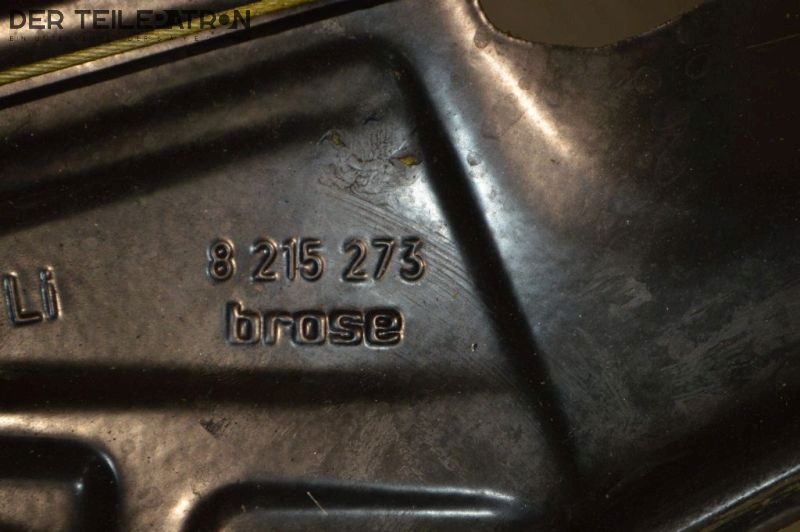 DER TEILEPATRON
8 215 273
Li
brose